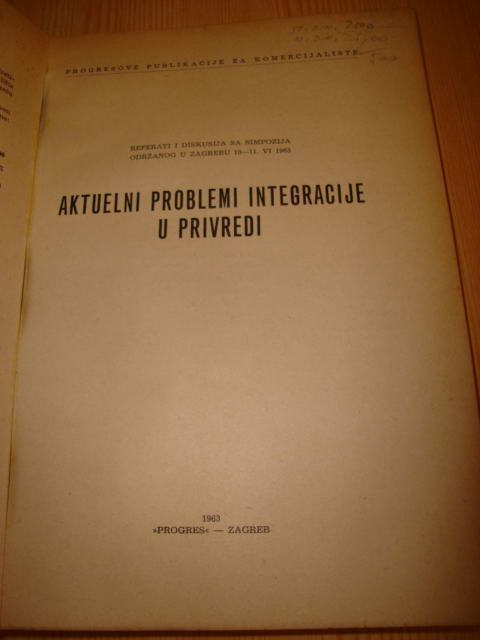 PROGRESOVE PUBLIKACIJE ZA KOMERCIJALISTE
REFERATI I DISKUSIJA SA SIMPOZIJA
ODRŽANOG U ZAGREBU 10—11. VI 1963
AKTUELNI PROBLEMI INTEGRACIJE
U PRIVREDI
1963
»PROGRES« — ZAGREB